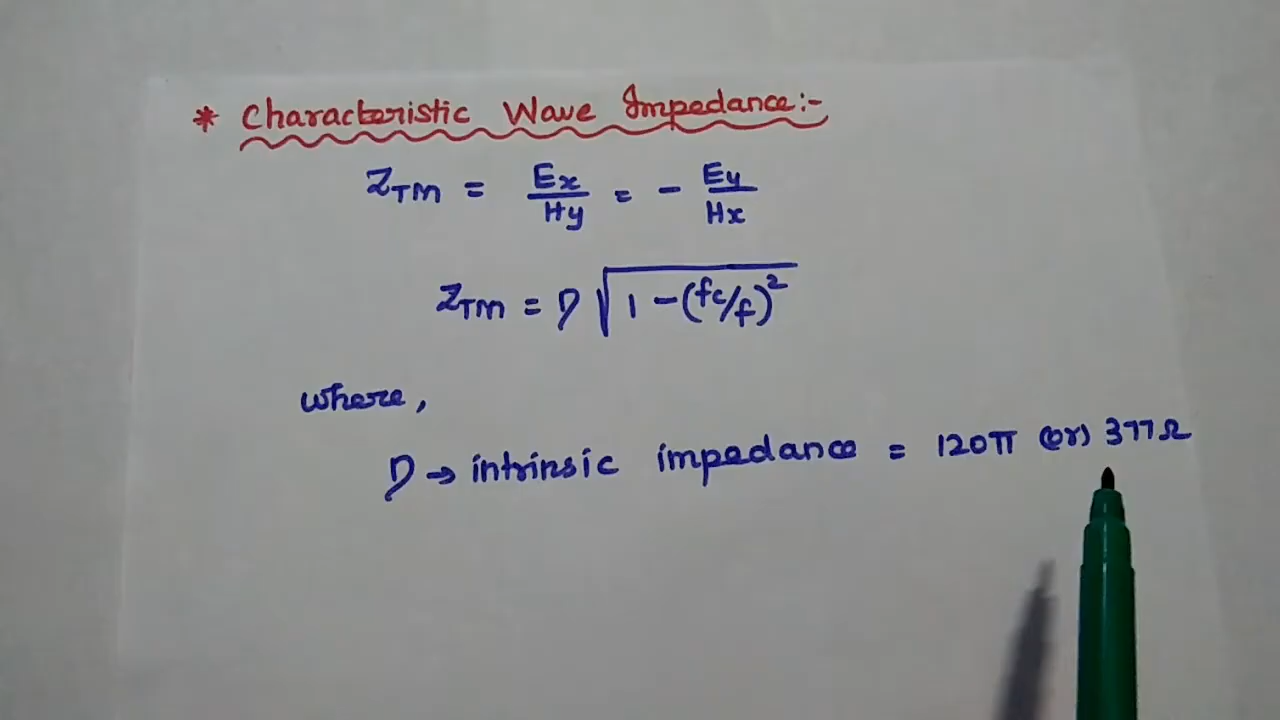 * Characteristic Wave Impedance:-
Z_TM = Ex/Hy = - Ey/Hx
Z_TM = η √(1 - (fc/f)²)
where,
η → intrinsic impedance = 120π (or) 377Ω